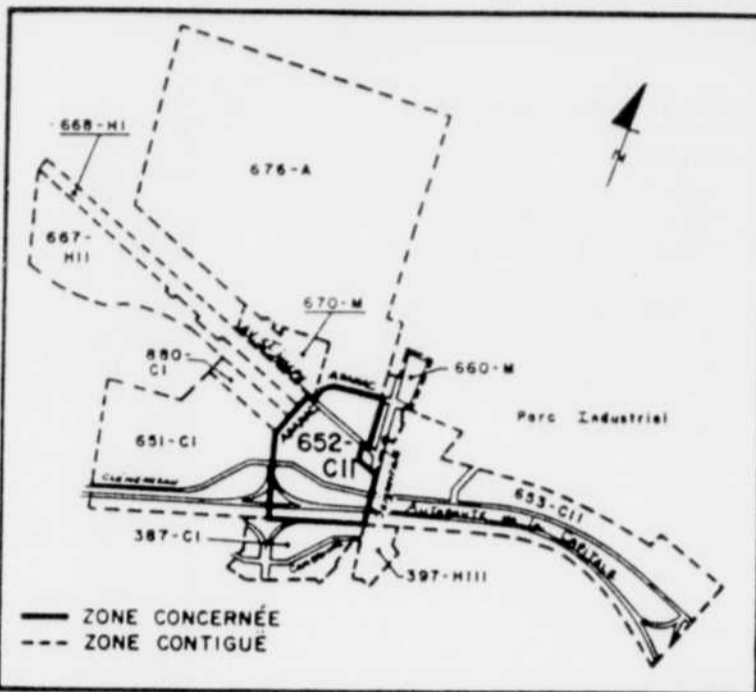 668-HI
676-A
N
667-
HII
670-M
880-
CI
660-M
Parc Industriel
651-CI
652-
CII
653-CII
AUTOROUTE DE LA CAPITALE
387-CI
397-HIII
ZONE CONCERNÉE
ZONE CONTIGUË